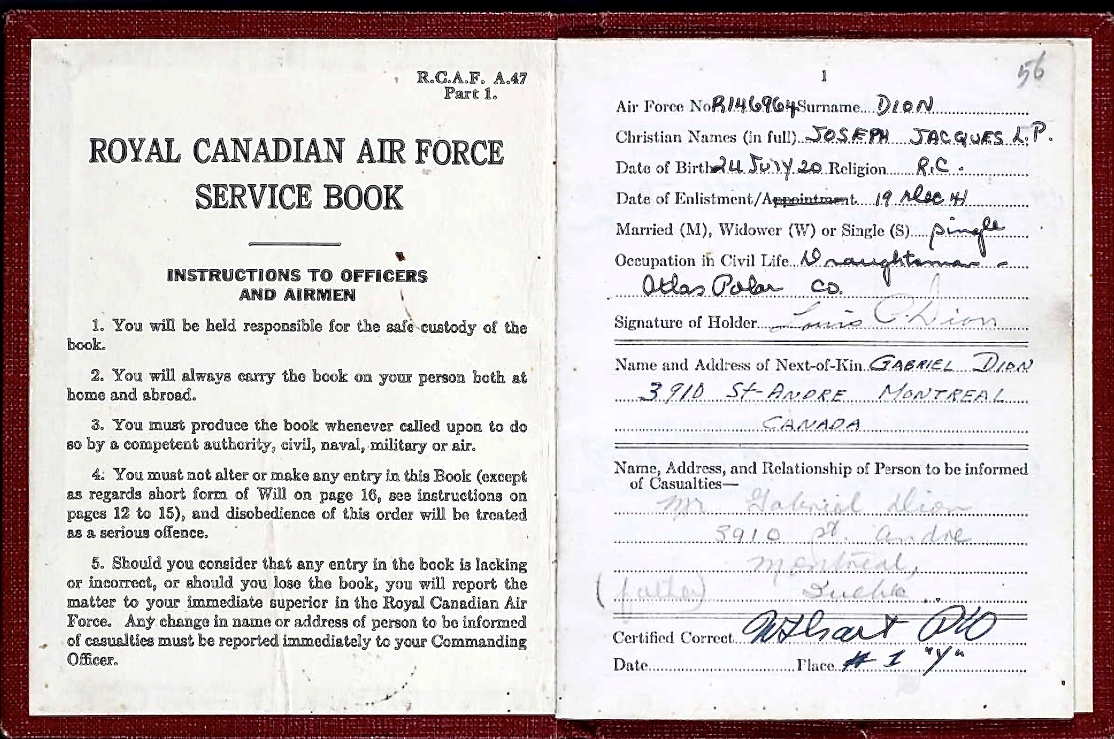 R.C.A.F. A.47
Part 1.
ROYAL CANADIAN AIR FORCE
SERVICE BOOK
INSTRUCTIONS TO OFFICERS
AND AIRMEN
1. You will be held responsible for the safe custody of the
book.
2. You will always carry the book on your person both at
home and abroad.
3. You must produce the book whenever called upon to do
so by a competent authority, civil, naval, military or air.
4. You must not alter or make any entry in this Book (except
as regards short form of Will on page 16, see instructions on
pages 12 to 15), and disobedience of this order will be treated
as a serious offence.
5. Should you consider that any entry in the book is lacking
or incorrect, or should you lose the book, you will report the
matter to your immediate superior in the Royal Canadian Air
Force. Any change in name or address of person to be informed
of casualties must be reported immediately to your Commanding
Officer.
1
56
Air Force No. R146964 Surname DION
Christian Names (in full) JOSEPH JACQUES L.P.
Date of Birth 24 JULY 20 Religion R.C.
Date of Enlistment/Appointment 19 Dec 41
Married (M), Widower (W) or Single (S) single
Occupation in Civil Life Draughtsman -
Atlas Polar Co.
Signature of Holder Louis P. Dion
Name and Address of Next-of-Kin GABRIEL DION
3910 ST-ANDRE MONTREAL
CANADA
Name, Address, and Relationship of Person to be informed
of Casualties—
Mr Gabriel Dion
3910 St. Andre
Montreal,
(father) Quebec
Certified Correct
Date Place # 1 "Y"